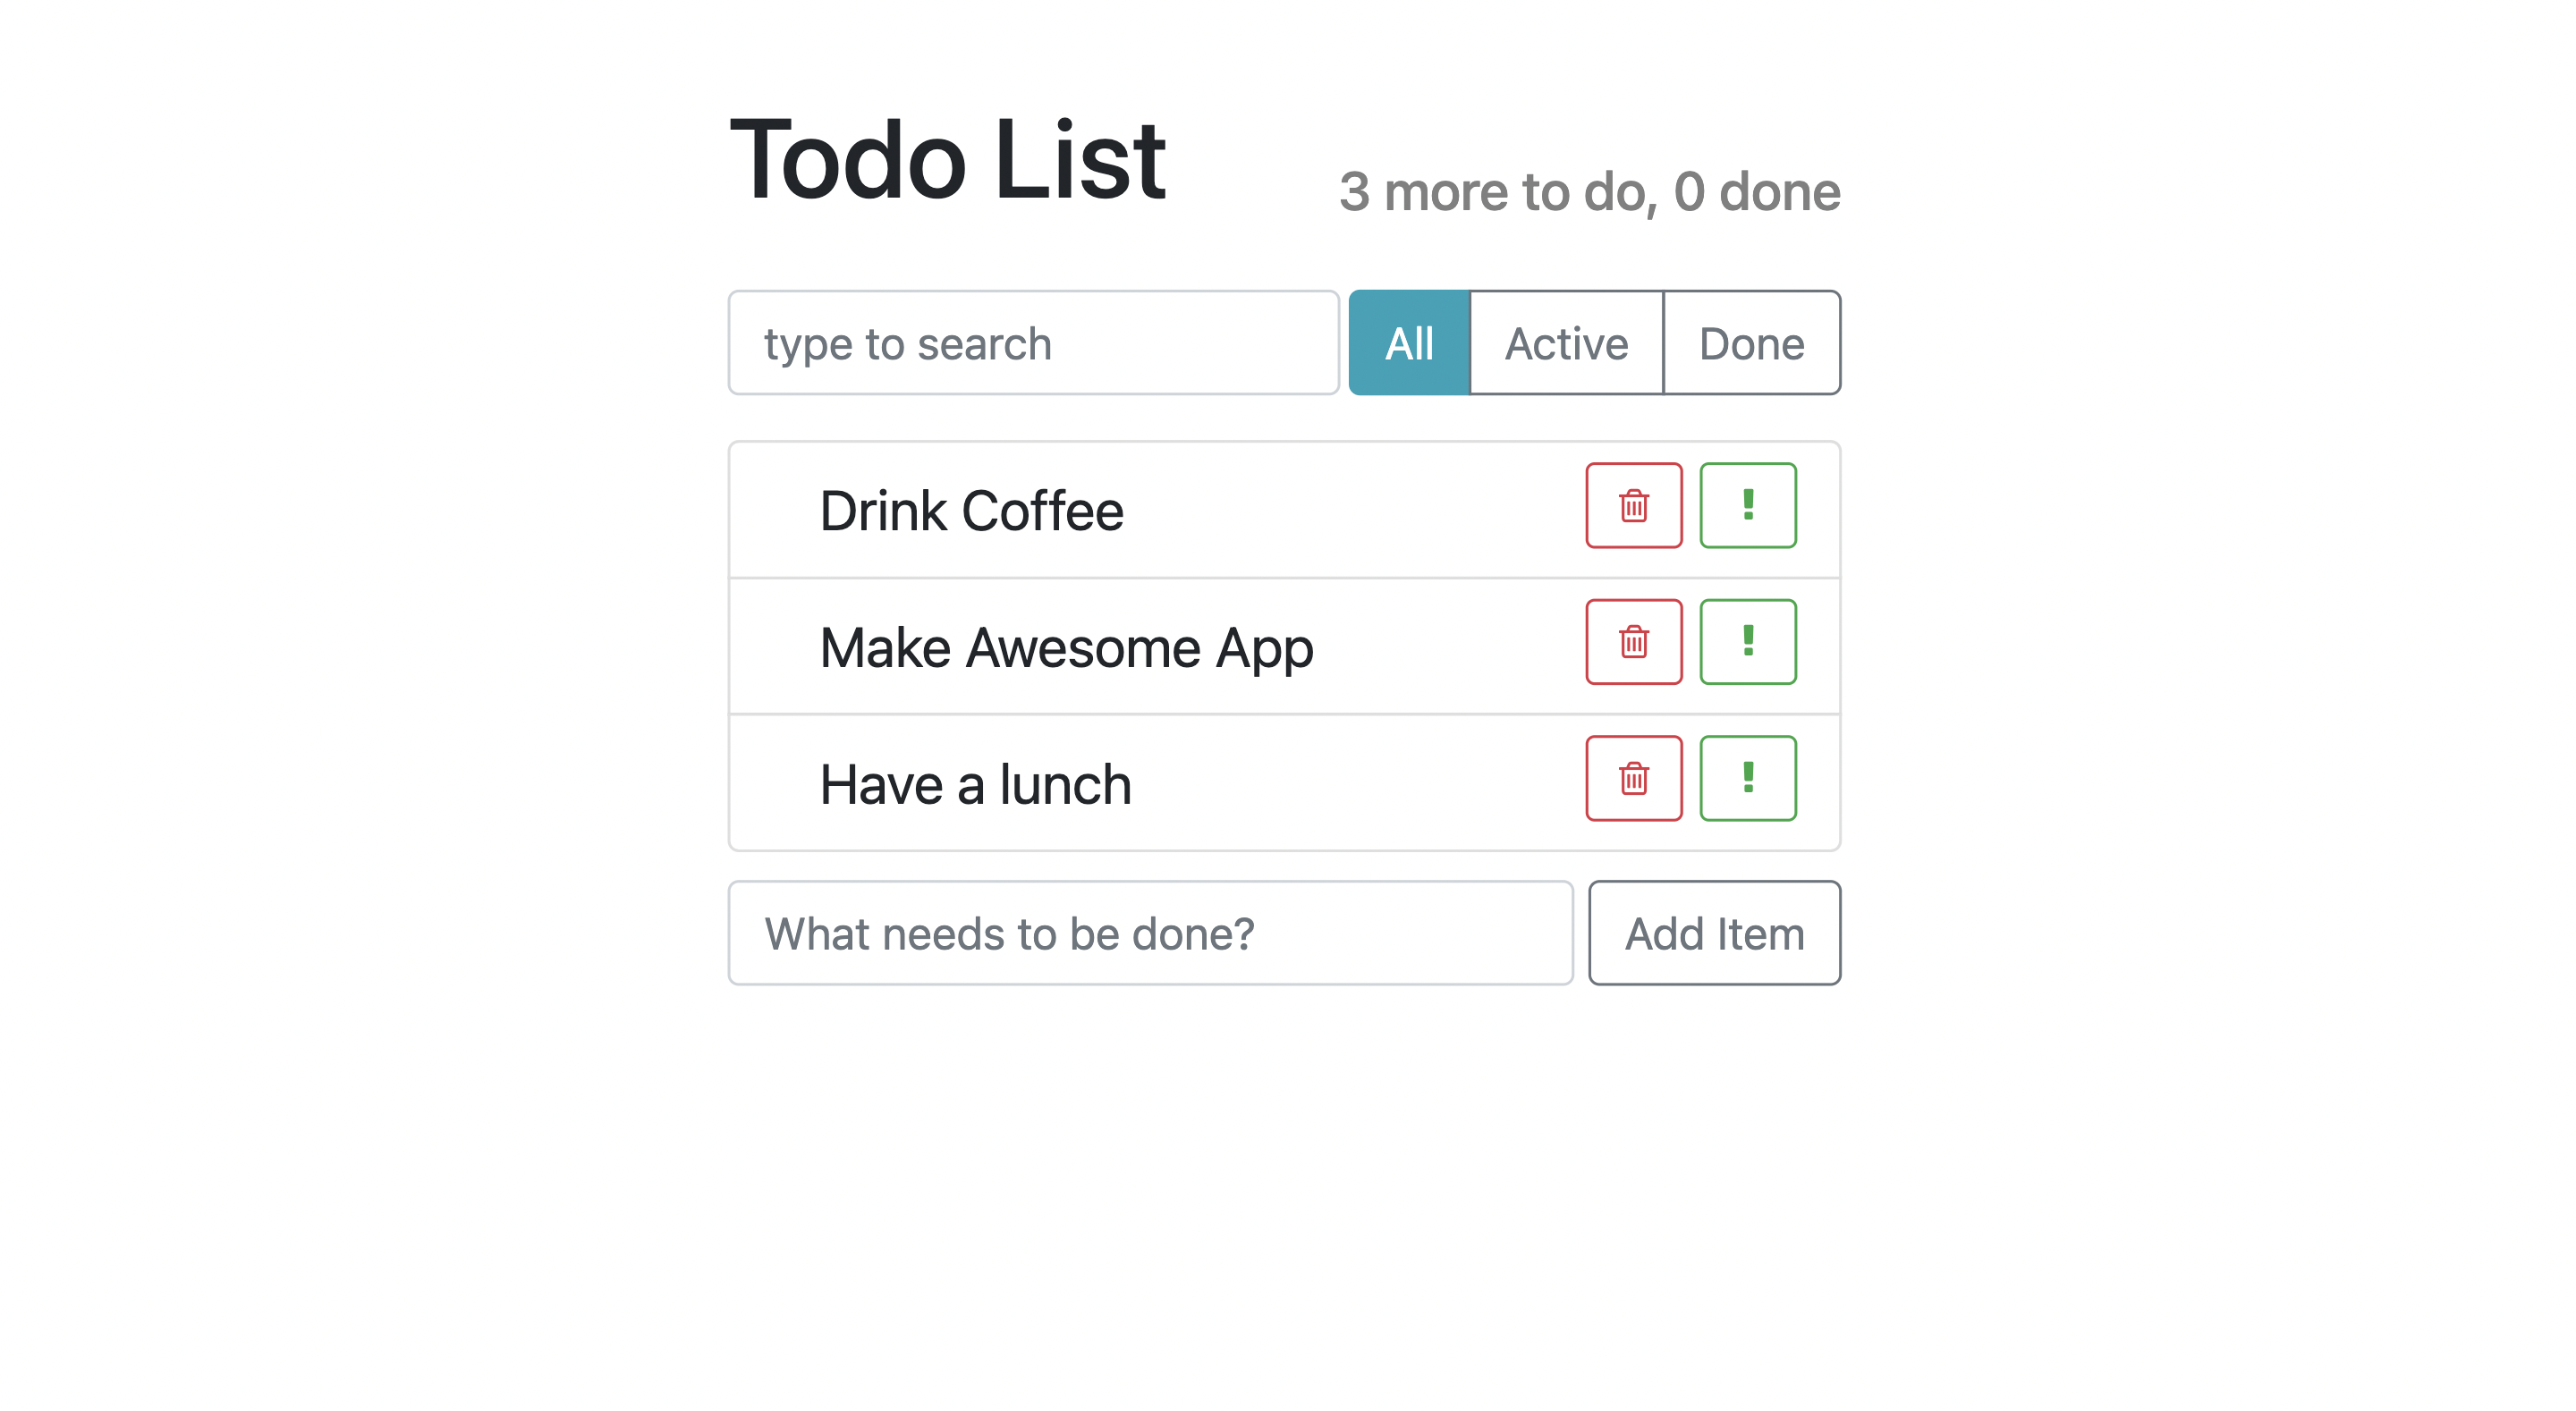 Todo List
3 more to do, 0 done
type to search
All Active Done
Drink Coffee
Make Awesome App
Have a lunch
What needs to be done?
Add Item